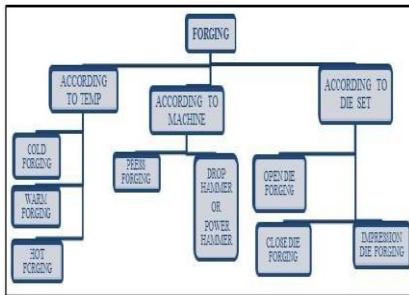 FORGING
ACCORDING
TO TEMP
ACCORDING TO
MACHINE
ACCORDING TO
DIE SET
COLD
FORGING
WARM
FORGING
HOT
FORGING
PRESS
FORGING
DROP
HAMMER
OR
POWER
HAMMER
OPEN DIE
FORGING
CLOSE DIE
FORGING
IMPRESSION
DIE FORGING